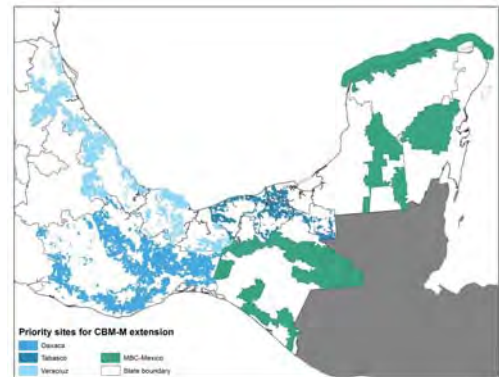 Priority sites for CBM-M extension
Oaxaca
Tabasco
Veracruz
MBC-Mexico
State boundary